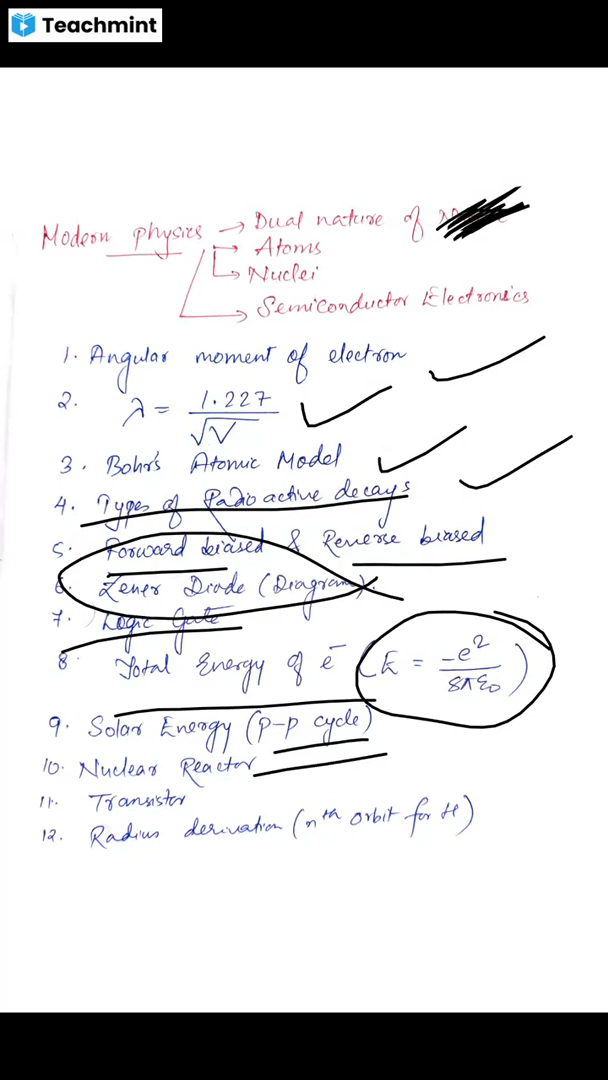 Teachmint
Modern physics → Dual nature of
→ Atoms
→ Nuclei
→ Semiconductor Electronics
1. Angular moment of electron
2. λ = 1.227 / √V
3. Bohr's Atomic Model
4. Types of Radioactive decays
5. Forward biased & Reverse biased
6. Zener Diode (Diagram).
7. Logic Gate
8. Total Energy of e⁻ (E = -e² / 8πε₀)
9. Solar Energy (P-P cycle)
10. Nuclear Reactor
11. Transistor
12. Radius derivation (nth orbit for H)